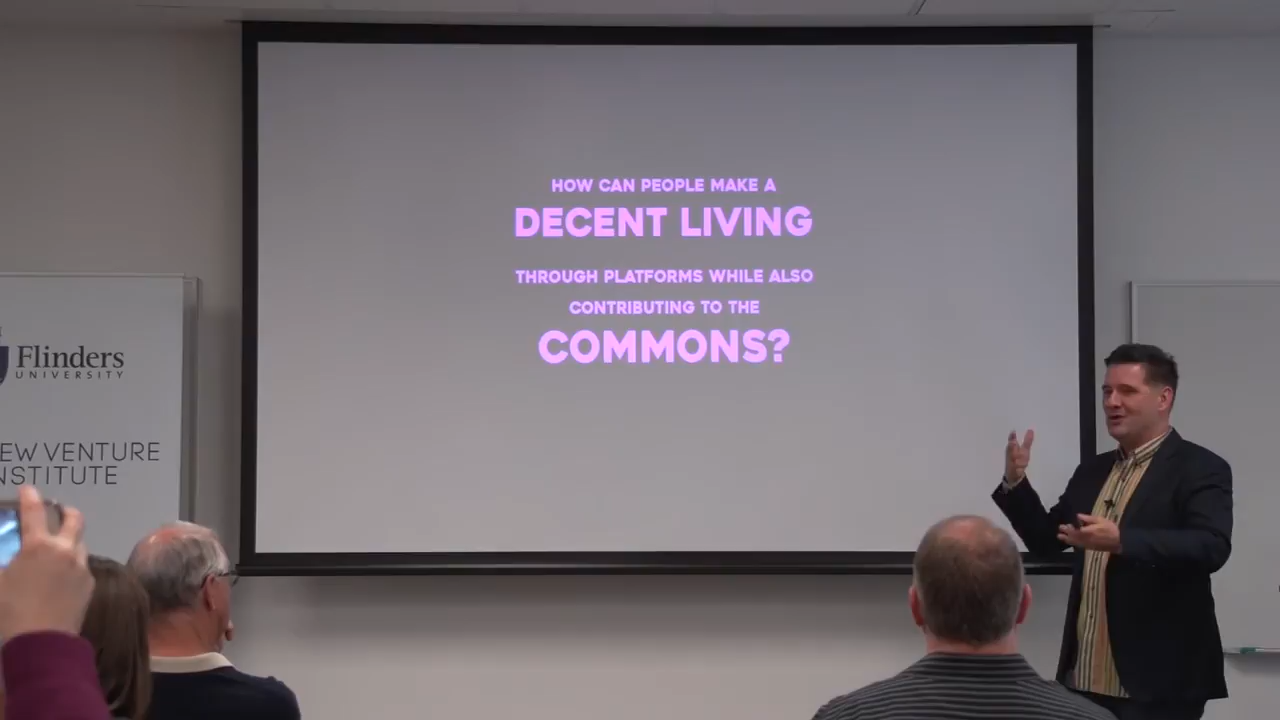 HOW CAN PEOPLE MAKE A
DECENT LIVING
THROUGH PLATFORMS WHILE ALSO
CONTRIBUTING TO THE
COMMONS?
Flinders
UNIVERSITY
EW VENTURE
NSTITUTE